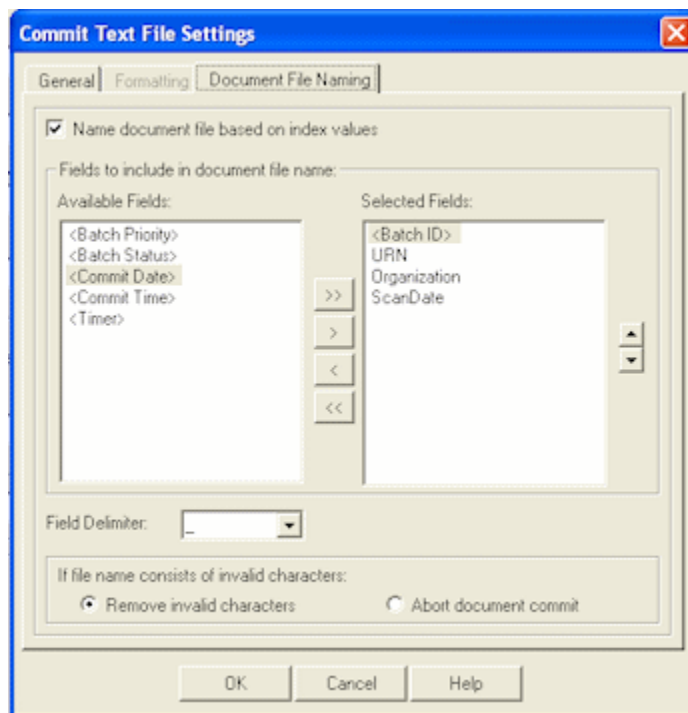 Commit Text File Settings
General Formatting Document File Naming
Name document file based on index values
Fields to include in document file name:
Available Fields: Selected Fields:
<Batch Priority>
<Batch Status>
<Commit Date>
<Commit Time>
<Timer>
>>
>
<
<<
<Batch ID>
URN
Organization
ScanDate
Field Delimiter: _
If file name consists of invalid characters:
Remove invalid characters Abort document commit
OK Cancel Help